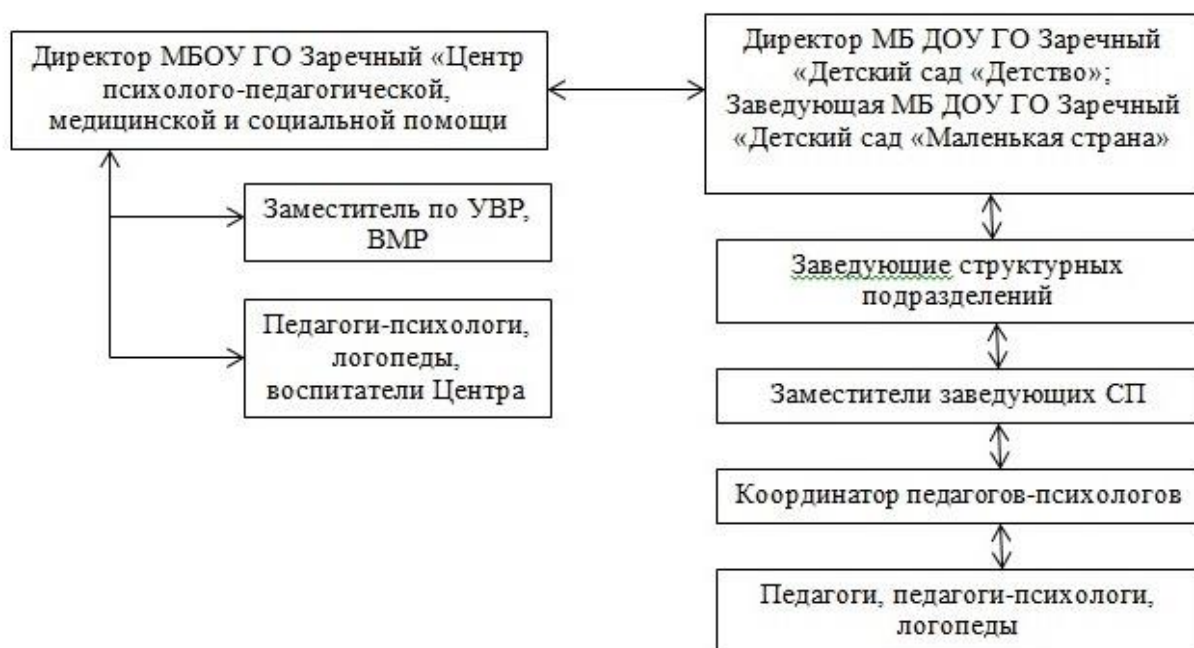 Директор МБОУ ГО Заречный «Центр
психолого-педагогической,
медицинской и социальной помощи
Заместитель по УВР,
ВМР
Педагоги-психологи,
логопеды,
воспитатели Центра
Директор МБ ДОУ ГО Заречный
«Детский сад «Детство»;
Заведующая МБ ДОУ ГО Заречный
«Детский сад «Маленькая страна»
Заведующие структурных
подразделений
Заместители заведующих СП
Координатор педагогов-психологов
Педагоги, педагоги-психологи,
логопеды